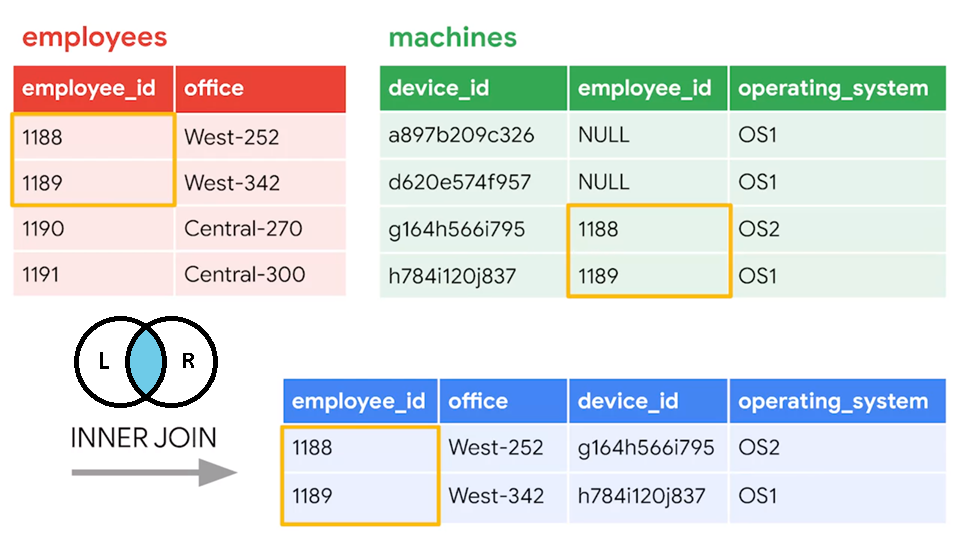 employees
employee_id office
1188 West-252
1189 West-342
1190 Central-270
1191 Central-300
machines
device_id employee_id operating_system
a897b209c326 NULL OS1
d620e574f957 NULL OS1
g164h566i795 1188 OS2
h784i120j837 1189 OS1
L R
INNER JOIN
employee_id office device_id operating_system
1188 West-252 g164h566i795 OS2
1189 West-342 h784i120j837 OS1